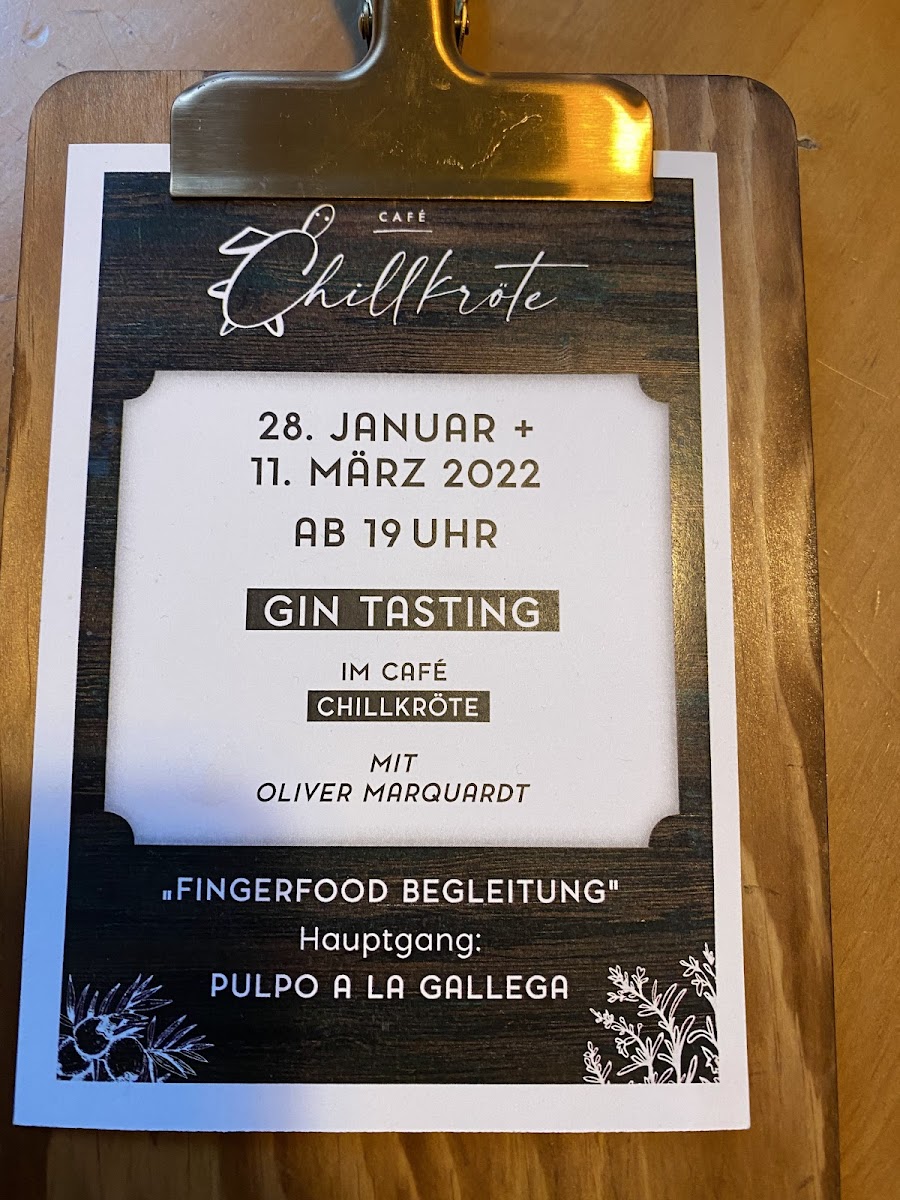 CAFÉ
Chillkröte
28. JANUAR +
11. MÄRZ 2022
AB 19 UHR
GIN TASTING
IM CAFÉ
CHILLKRÖTE
MIT
OLIVER MARQUARDT
„FINGERFOOD BEGLEITUNG"
Hauptgang:
PULPO A LA GALLEGA